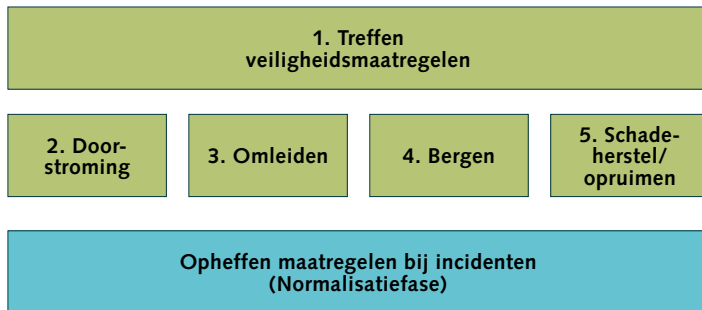 1. Treffen
veiligheidsmaatregelen
2. Door-
stroming
3. Omleiden
4. Bergen
5. Schade-
herstel/
opruimen
Opheffen maatregelen bij incidenten
(Normalisatiefase)